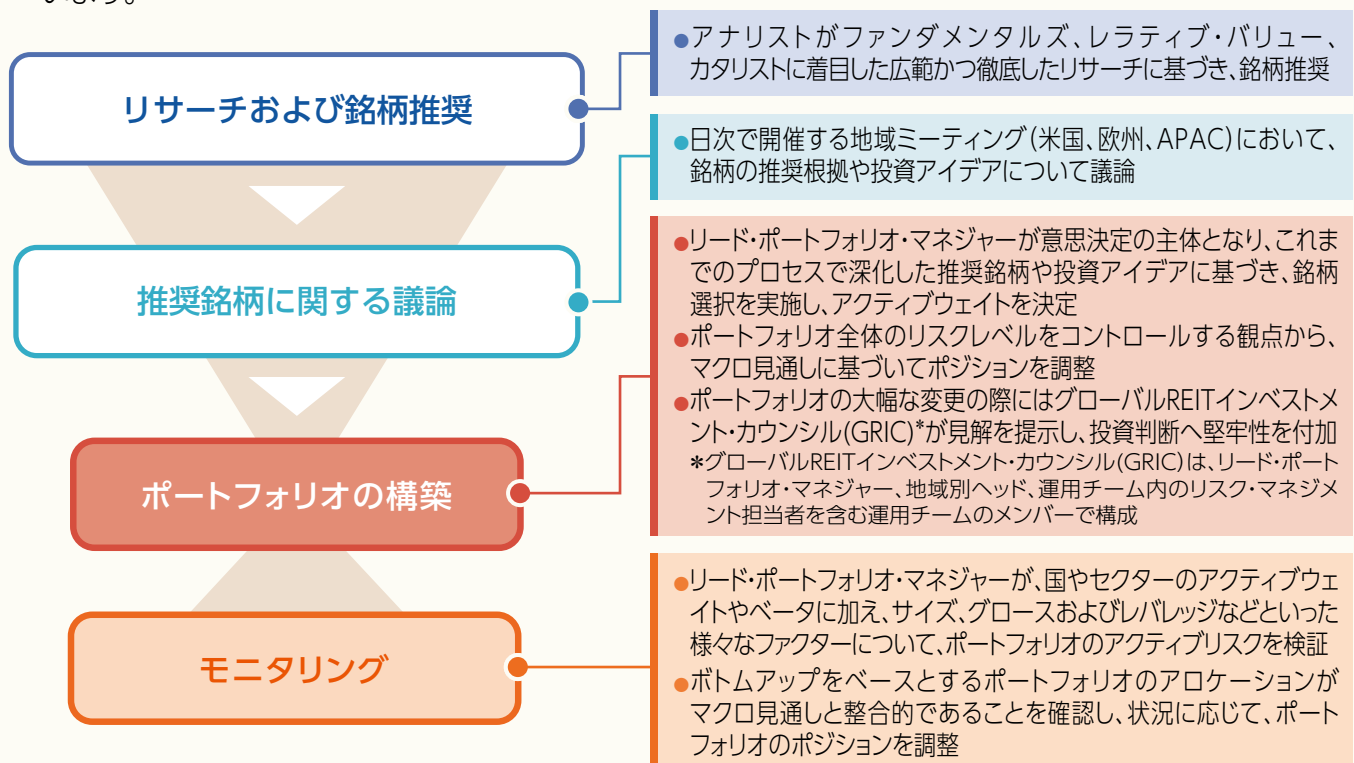 リサーチおよび銘柄推奨
●アナリストがファンダメンタルズ、レラティブ・バリュー、
カタリストに着目した広範かつ徹底したリサーチに基づき、銘柄推奨
推奨銘柄に関する議論
●日次で開催する地域ミーティング(米国、欧州、APAC)において、
銘柄の推奨根拠や投資アイデアについて議論
ポートフォリオの構築
●リード・ポートフォリオ・マネジャーが意思決定の主体となり、これま
でのプロセスで深化した推奨銘柄や投資アイデアに基づき、銘柄
選択を実施し、アクティブウェイトを決定
●ポートフォリオ全体のリスクレベルをコントロールする観点から、
マクロ見通しに基づいてポジションを調整
●ポートフォリオの大幅な変更の際にはグローバルREITインベストメ
ント・カウンシル(GRIC)*が見解を提示し、投資判断へ堅牢性を付加
*グローバルREITインベストメント・カウンシル(GRIC)は、リード・ポート
フォリオ・マネジャー、地域別ヘッド、運用チーム内のリスク・マネジメ
ント担当者を含む運用チームのメンバーで構成
モニタリング
●リード・ポートフォリオ・マネジャーが、国やセクターのアクティブウェ
イトやベータに加え、サイズ、グロースおよびレバレッジなどといった
様々なファクターについて、ポートフォリオのアクティブリスクを検証
●ボトムアップをベースとするポートフォリオのアロケーションが
マクロ見通しと整合的であることを確認し、状況に応じて、ポート
フォリオのポジションを調整